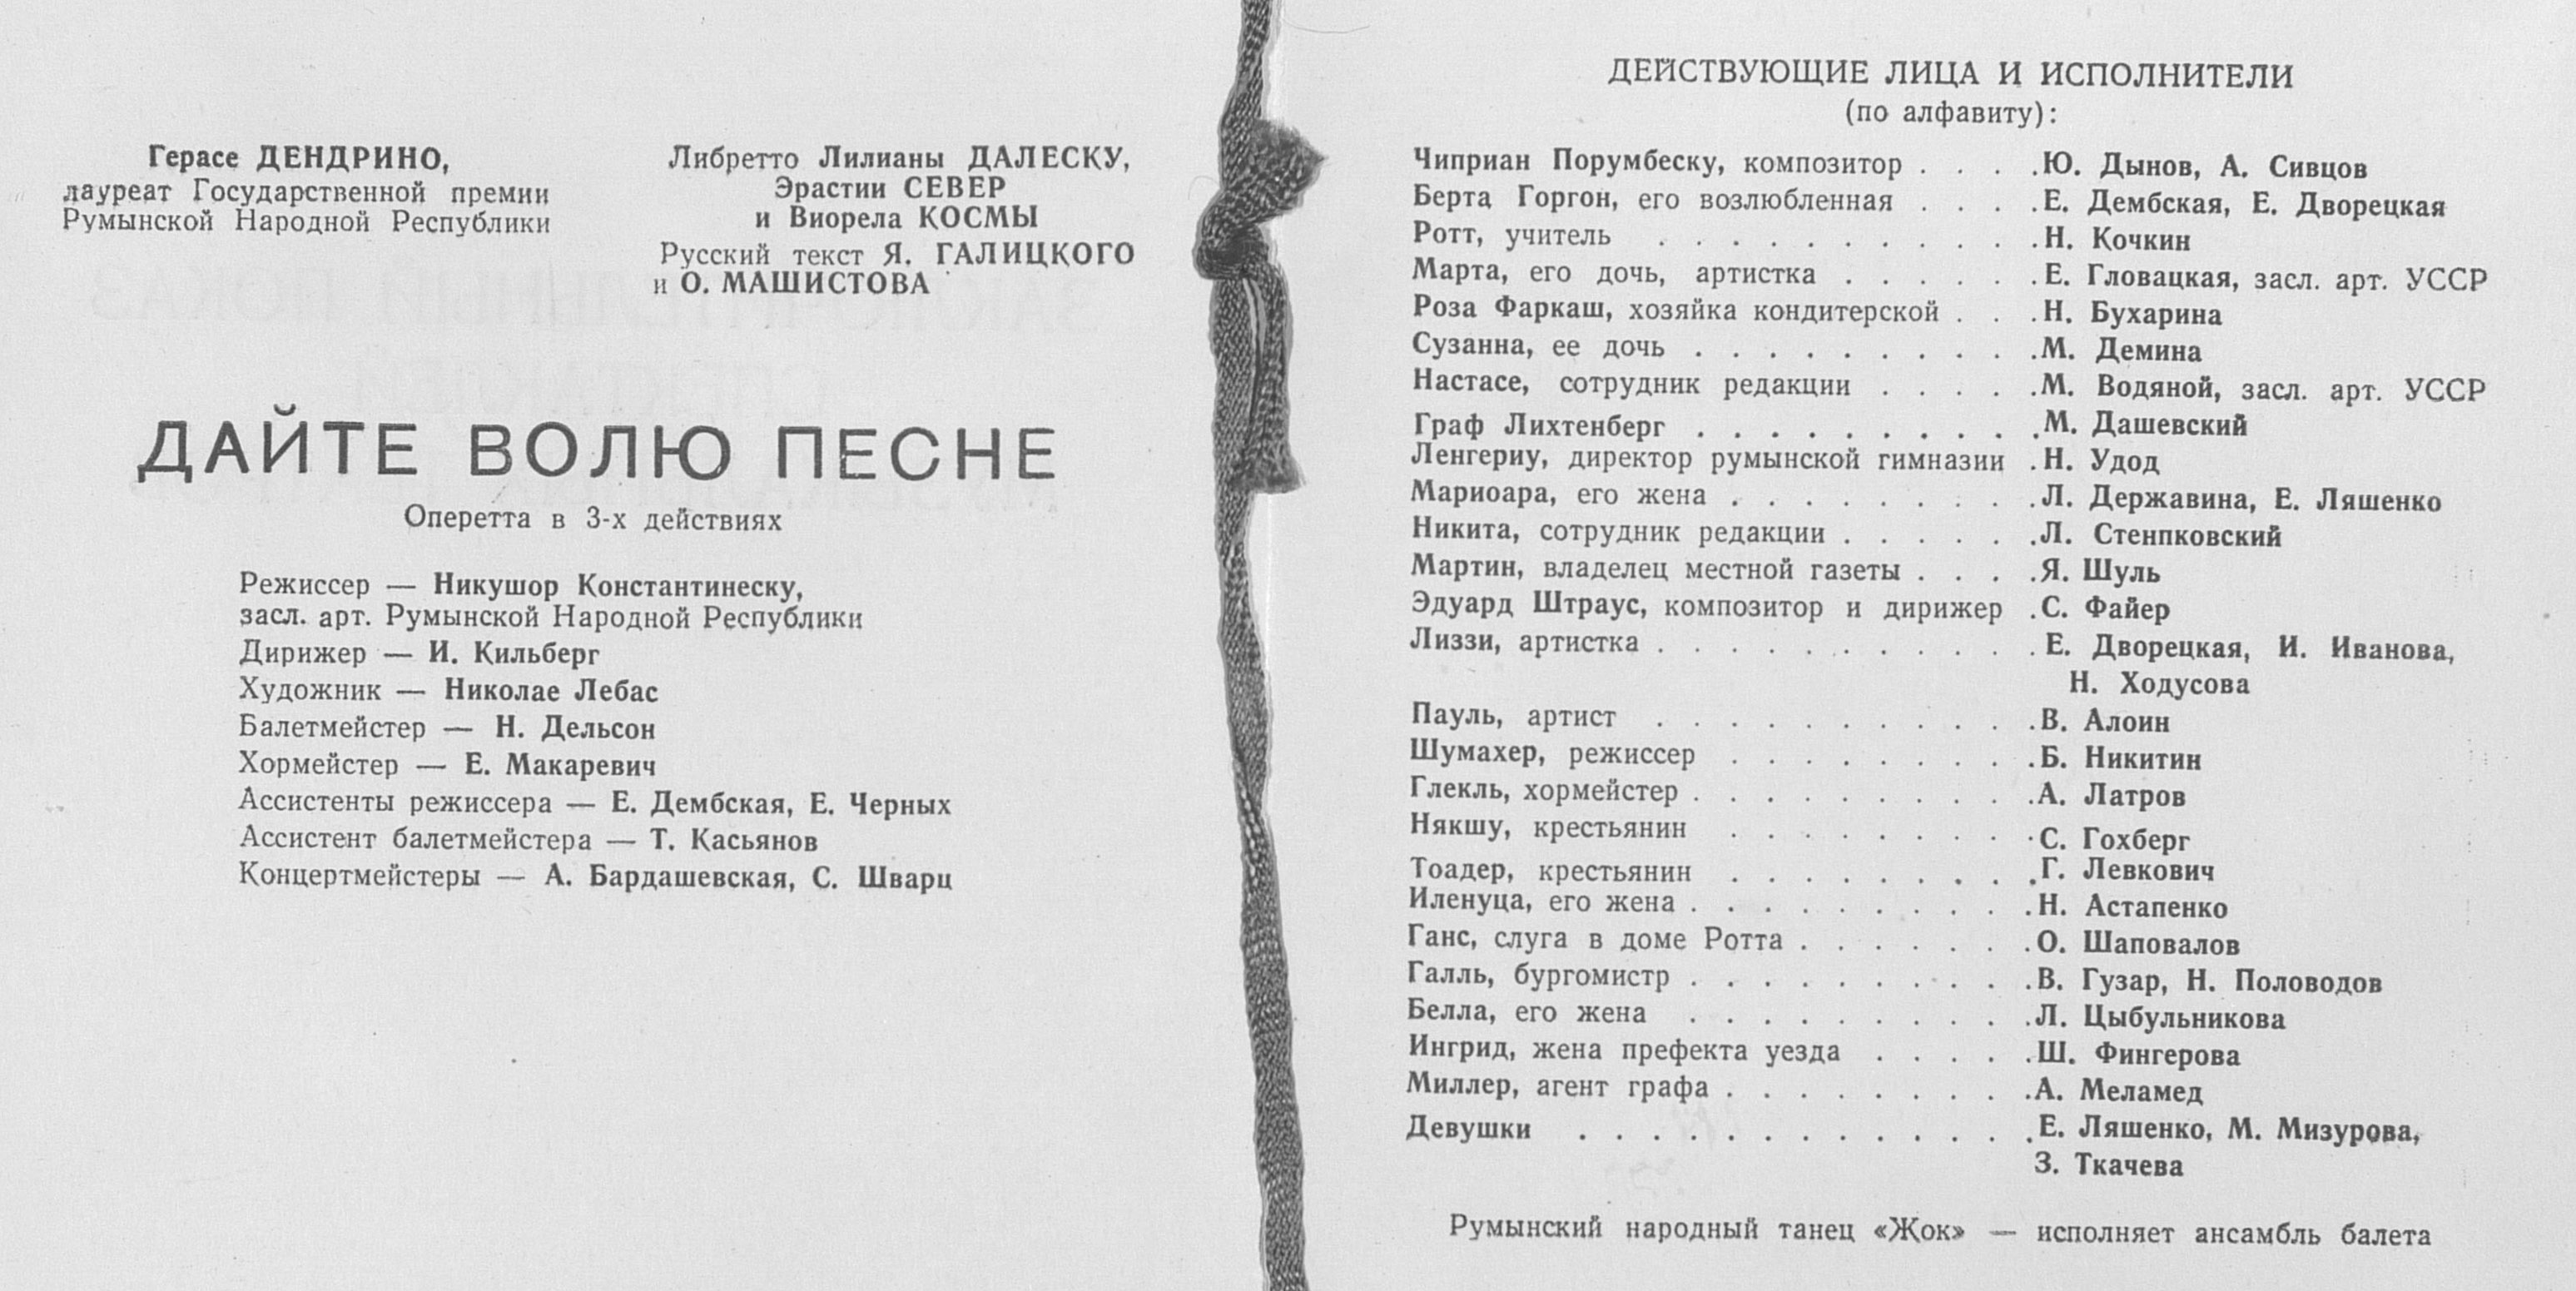 Герасе ДЕНДРИНО,
лауреат Государственной премии
Румынской Народной Республики
Либретто Лилианы ДАЛЕСКУ,
Эрастии СЕВЕР
и Виорела КОСМЫ
Русский текст Я. ГАЛИЦКОГО
и О. МАШИСТОВА
ДАЙТЕ ВОЛЮ ПЕСНЕ
Оперетта в 3-х действиях
Режиссер — Никушор Константинеску,
засл. арт. Румынской Народной Республики
Дирижер — И. Кильберг
Художник — Николае Лебас
Балетмейстер — Н. Дельсон
Хормейстер — Е. Макаревич
Ассистенты режиссера — Е. Дембская, Е. Черных
Ассистент балетмейстера — Т. Касьянов
Концертмейстеры — А. Бардашевская, С. Шварц
ДЕЙСТВУЮЩИЕ ЛИЦА И ИСПОЛНИТЕЛИ
(по алфавиту):
Чиприан Порумбеску, композитор . . . . Ю. Дынов, А. Сивцов
Берта Горгон, его возлюбленная . . . . Е. Дембская, Е. Дворецкая
Ротт, учитель . . . . . . . . . . . Н. Кочкин
Марта, его дочь, артистка . . . . . . Е. Гловацкая, засл. арт. УССР
Роза Фаркаш, хозяйка кондитерской . . . Н. Бухарина
Сузанна, ее дочь . . . . . . . . . . М. Демина
Настасе, сотрудник редакции . . . . . М. Водяной, засл. арт. УССР
Граф Лихтенберг . . . . . . . . . . М. Дашевский
Ленгериу, директор румынской гимназии . Н. Удод
Мариоара, его жена . . . . . . . . . Л. Державина, Е. Ляшенко
Никита, сотрудник редакции . . . . . . Л. Стенпковский
Мартин, владелец местной газеты . . . . Я. Шуль
Эдуард Штраус, композитор и дирижер . С. Файер
Лиззи, артистка . . . . . . . . . . . Е. Дворецкая, И. Иванова,
Н. Ходусова
Пауль, артист . . . . . . . . . . . В. Алоин
Шумахер, режиссер . . . . . . . . . Б. Никитин
Глекль, хормейстер . . . . . . . . . . А. Латров
Някшу, крестьянин . . . . . . . . . С. Гохберг
Тоадер, крестьянин . . . . . . . . . Г. Левкович
Иленуца, его жена . . . . . . . . . . Н. Астапенко
Ганс, слуга в доме Ротта . . . . . . . О. Шаповалов
Галль, бургомистр . . . . . . . . . . В. Гузар, Н. Половодов
Белла, его жена . . . . . . . . . . Л. Цыбульникова
Ингрид, жена префекта уезда . . . . . Ш. Фингерова
Миллер, агент графа . . . . . . . . . А. Меламед
Девушки . . . . . . . . . . . . . Е. Ляшенко, М. Мизурова,
З. Ткачева
Румынский народный танец «Жок» — исполняет ансамбль балета